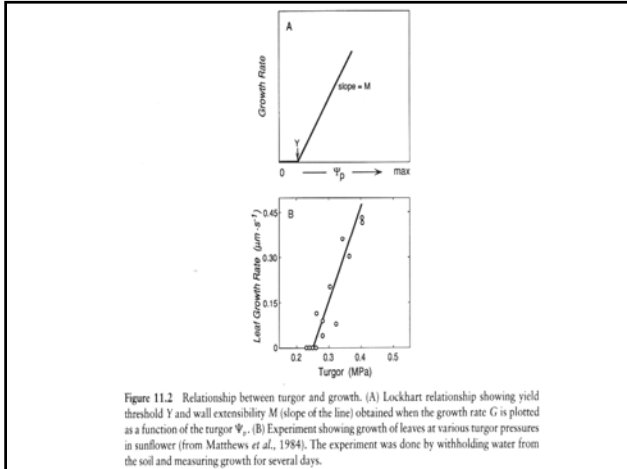 A
Growth Rate
slope = M
Y
0
Ψp
max
B
Leaf Growth Rate (μm·s⁻¹)
0.45
0.30
0.15
0
0.2
0.3
0.4
0.5
Turgor (MPa)
Figure 11.2 Relationship between turgor and growth. (A) Lockhart relationship showing yield
threshold Y and wall extensibility M (slope of the line) obtained when the growth rate G is plotted
as a function of the turgor Ψp. (B) Experiment showing growth of leaves at various turgor pressures
in sunflower (from Matthews et al., 1984). The experiment was done by withholding water from
the soil and measuring growth for several days.